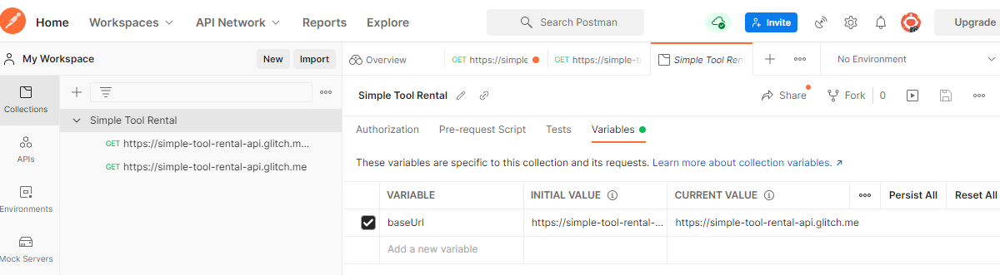 Home Workspaces API Network Reports Explore Search Postman Invite Upgrade
My Workspace New Import
Overview GET https://simple GET https://simple-to Simple Tool Ren No Environment
Collections
APIs
Environments
Mock Servers
Simple Tool Rental
GET https://simple-tool-rental-api.glitch.m...
GET https://simple-tool-rental-api.glitch.me
Simple Tool Rental Share Fork 0
Authorization Pre-request Script Tests Variables
These variables are specific to this collection and its requests. Learn more about collection variables. ↗
VARIABLE INITIAL VALUE CURRENT VALUE Persist All Reset All
baseUrl https://simple-tool-rental-... https://simple-tool-rental-api.glitch.me
Add a new variable